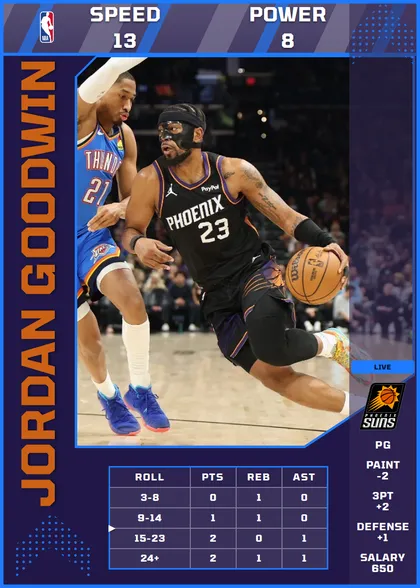 SPEED
13
POWER
8
NBA
JORDAN GOODWIN
THUN
21
PayPal
PHOENIX
23
LIVE
PHOENIX
SUNS
PG
PAINT
-2
3PT
+2
DEFENSE
+1
SALARY
650
ROLL PTS REB AST
3-8 0 1 0
9-14 1 1 0
15-23 2 0 1
24+ 2 1 1